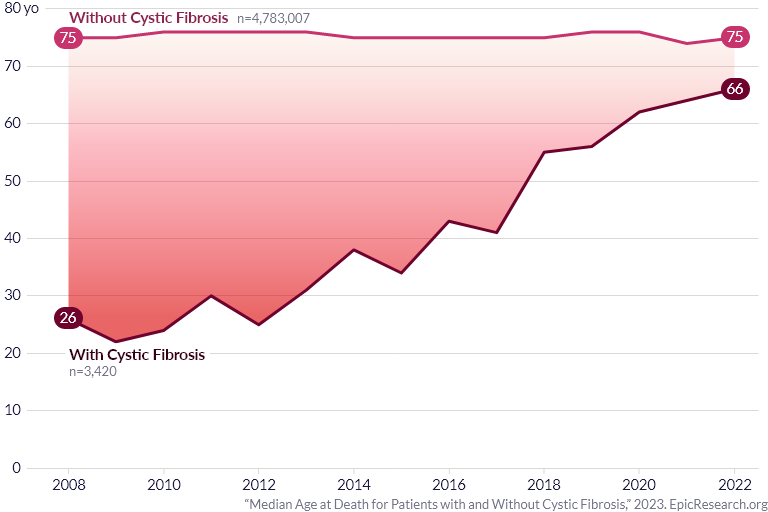 80 yo
Without Cystic Fibrosis n=4,783,007
75
75
70
66
60
50
40
30
26
20
With Cystic Fibrosis
n=3,420
10
0
2008 2010 2012 2014 2016 2018 2020 2022
“Median Age at Death for Patients with and Without Cystic Fibrosis,” 2023. EpicResearch.org